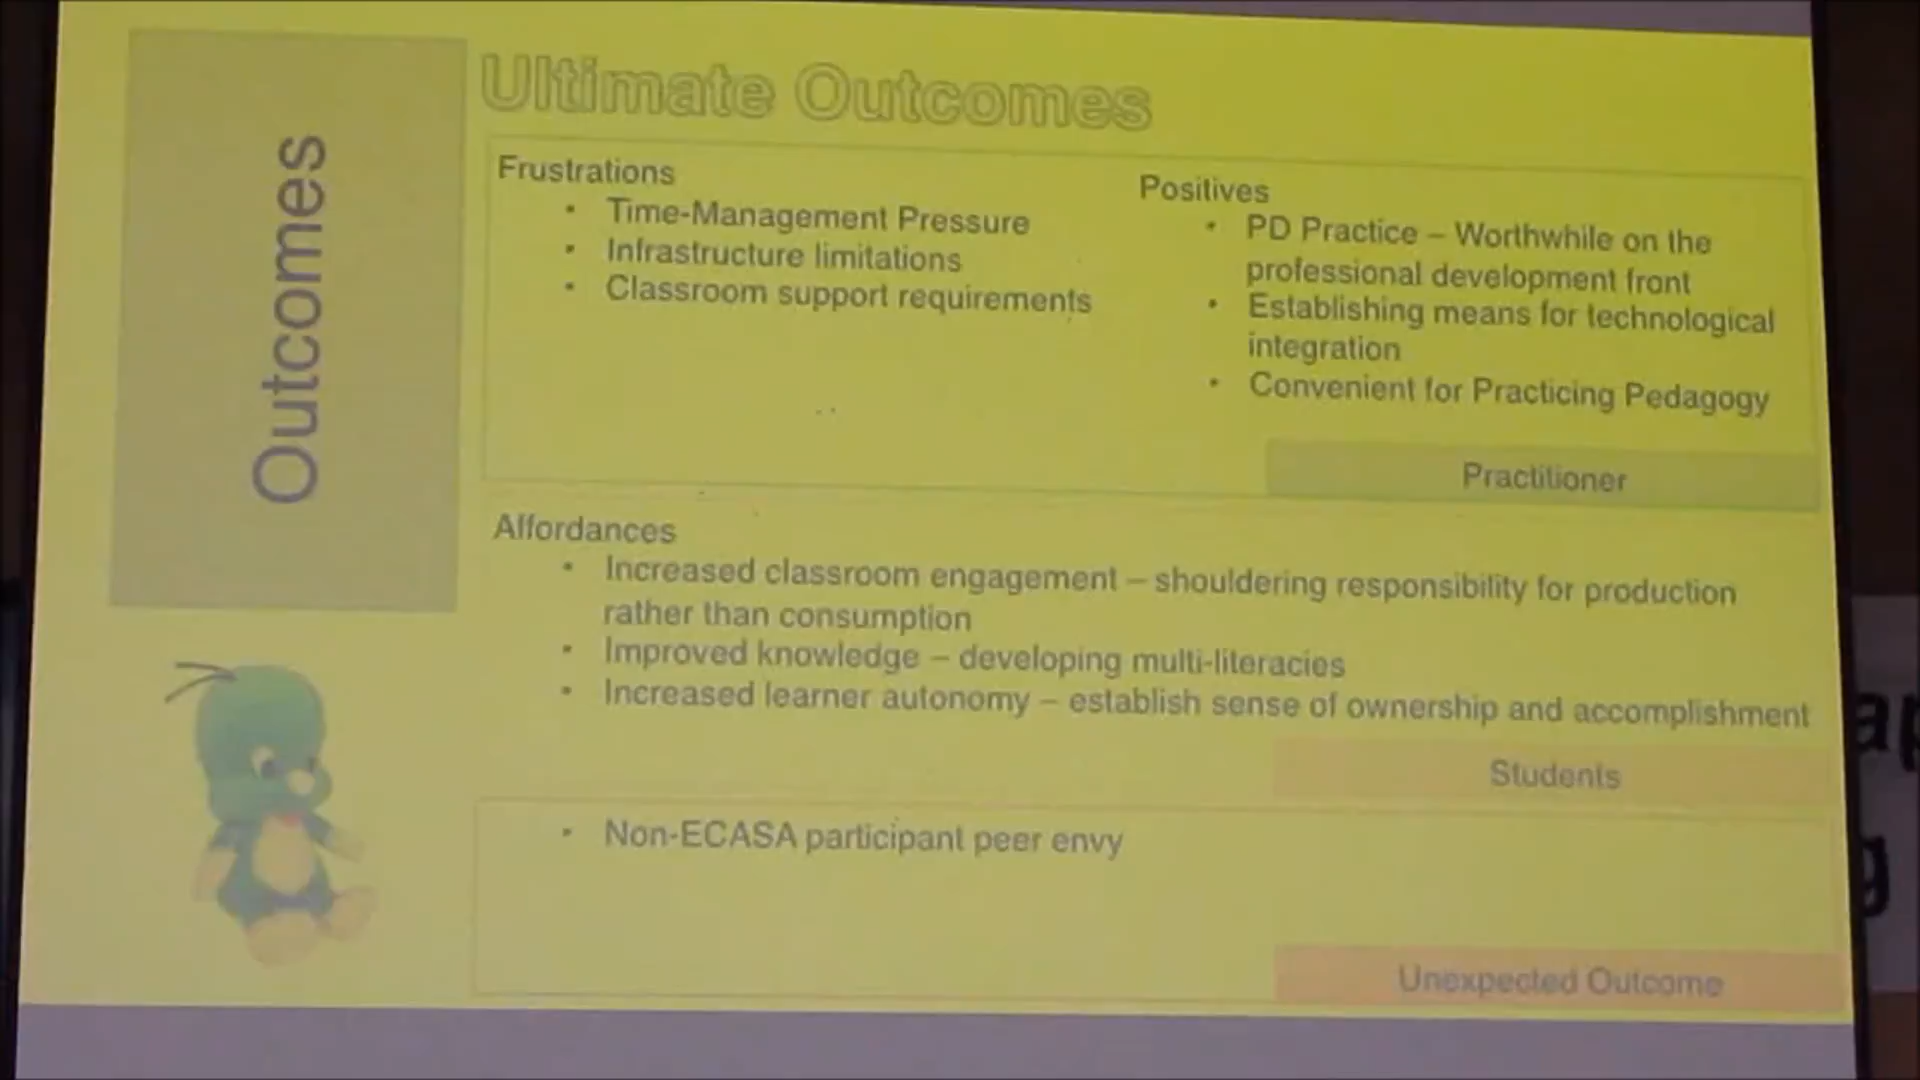 Outcomes
Ultimate Outcomes
Frustrations
• Time-Management Pressure
• Infrastructure limitations
• Classroom support requirements
Positives
• PD Practice – Worthwhile on the
professional development front
• Establishing means for technological
integration
• Convenient for Practicing Pedagogy
Practitioner
Affordances
• Increased classroom engagement – shouldering responsibility for production
rather than consumption
• Improved knowledge – developing multi-literacies
• Increased learner autonomy – establish sense of ownership and accomplishment
Students
• Non-ECASA participant peer envy
Unexpected Outcome